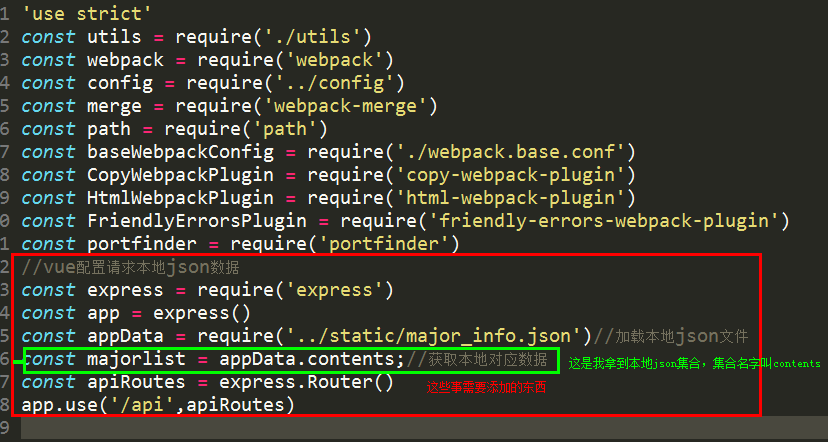 1 'use strict'
2 const utils = require('./utils')
3 const webpack = require('webpack')
4 const config = require('../config')
5 const merge = require('webpack-merge')
6 const path = require('path')
7 const baseWebpackConfig = require('./webpack.base.conf')
8 const CopyWebpackPlugin = require('copy-webpack-plugin')
9 const HtmlWebpackPlugin = require('html-webpack-plugin')
0 const FriendlyErrorsPlugin = require('friendly-errors-webpack-plugin')
1 const portfinder = require('portfinder')
2 //vue配置请求本地json数据
3 const express = require('express')
4 const app = express()
5 const appData = require('../static/major_info.json')//加载本地json文件
6 const majorlist = appData.contents;//获取本地对应数据 这是我拿到本地json集合，集合名字叫contents
7 const apiRoutes = express.Router() 这些事需要添加的东西
8 app.use('/api',apiRoutes)
9